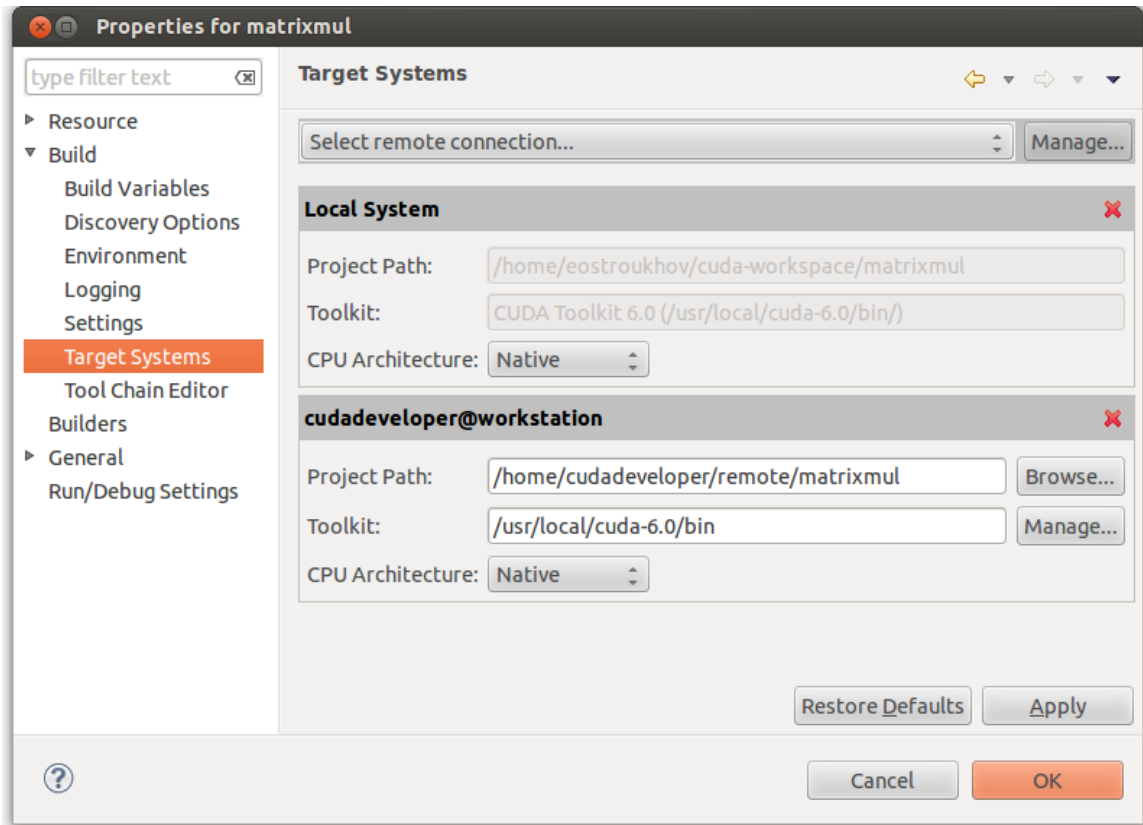 Properties for matrixmul
type filter text
Resource
Build
Build Variables
Discovery Options
Environment
Logging
Settings
Target Systems
Tool Chain Editor
Builders
General
Run/Debug Settings
Target Systems
Select remote connection...
Manage...
Local System
Project Path: /home/eostroukhov/cuda-workspace/matrixmul
Toolkit: CUDA Toolkit 6.0 (/usr/local/cuda-6.0/bin/)
CPU Architecture: Native
cudadeveloper@workstation
Project Path: /home/cudadeveloper/remote/matrixmul Browse...
Toolkit: /usr/local/cuda-6.0/bin Manage...
CPU Architecture: Native
Restore Defaults Apply
? Cancel OK